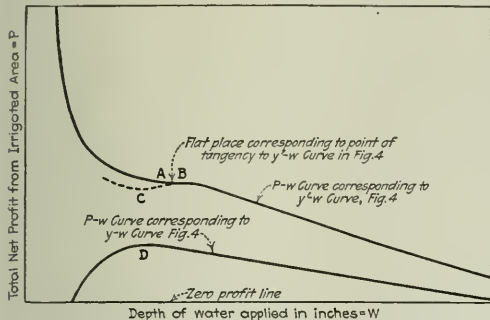 Total Net Profit from Irrigated Area=P
Flat place corresponding to point of
tangency to yᶜ-w Curve in Fig.4
A B
C
P-w Curve corresponding to
yᶜ-w Curve, Fig.4
P-w Curve corresponding to
y-w Curve Fig.4
D
Zero profit line
Depth of water applied in inches=W